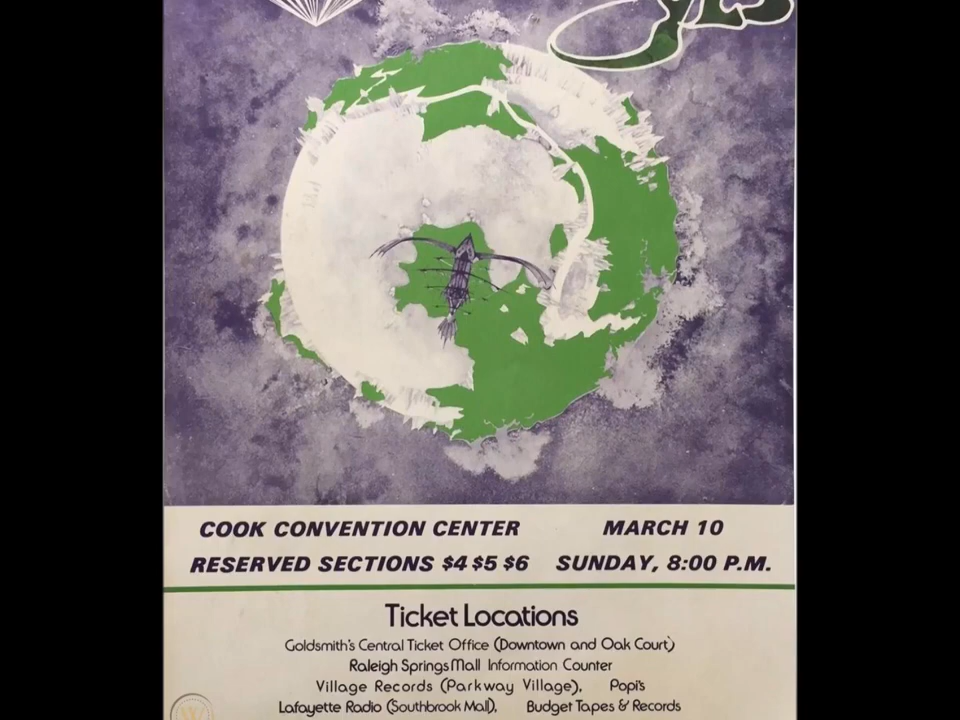 yes
COOK CONVENTION CENTER MARCH 10
RESERVED SECTIONS $4 $5 $6 SUNDAY, 8:00 P.M.
Ticket Locations
Goldsmith's Central Ticket Office (Downtown and Oak Court)
Raleigh Springs Mall Information Counter
Village Records (Parkway Village), Popi's
Lafayette Radio (Southbrook Mall), Budget Tapes & Records